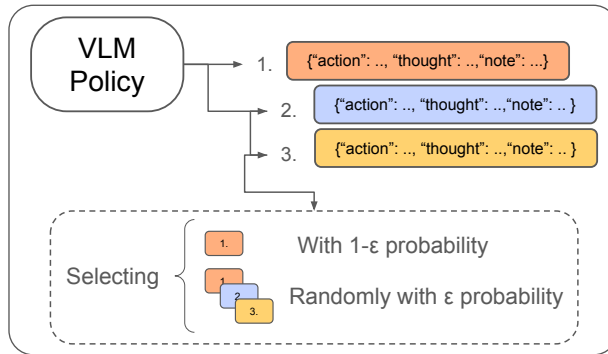 VLM
Policy
1. {“action”: .., “thought”: ..,“note”: ...}
2. {“action”: .., “thought”: ..,“note”: .. }
3. {“action”: .., “thought”: ..,“note”: .. }
Selecting
1.
With 1-ε probability
1.
2.
3.
Randomly with ε probability